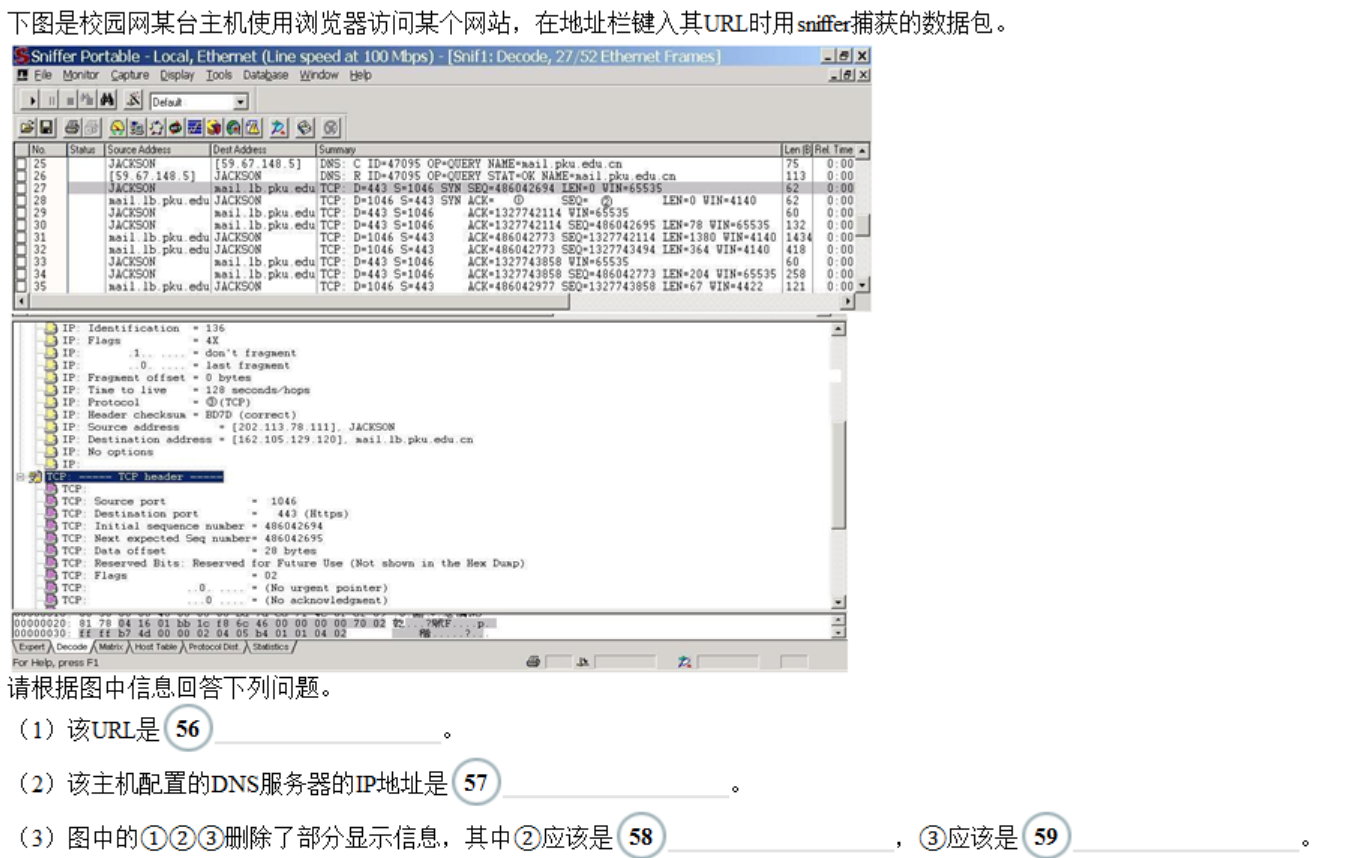 下图是校园网某台主机使用浏览器访问某个网站，在地址栏键入其URL时用sniffer捕获的数据包。
Sniffer Portable - Local, Ethernet (Line speed at 100 Mbps) - [Snif1: Decode, 27/52 Ethernet Frames]
File Monitor Capture Display Tools Database Window Help
Default
No. Status Source Address Dest Address Summary Len (B) Rel. Time
25 JACKSON [59.67.148.5] DNS: C ID=47095 OP=QUERY NAME=mail.pku.edu.cn 75 0:00
26 [59.67.148.5] JACKSON DNS: R ID=47095 OP=QUERY STAT=OK NAME=mail.pku.edu.cn 113 0:00
27 JACKSON mail.lb.pku.edu TCP: D=443 S=1046 SYN SEQ=486042694 LEN=0 WIN=65535 62 0:00
28 mail.lb.pku.edu JACKSON TCP: D=1046 S=443 SYN ACK= ① SEQ= ② LEN=0 WIN=4140 62 0:00
29 JACKSON mail.lb.pku.edu TCP: D=443 S=1046 ACK=1327742114 WIN=65535 60 0:00
30 JACKSON mail.lb.pku.edu TCP: D=443 S=1046 ACK=1327742114 SEQ=486042695 LEN=78 WIN=65535 132 0:00
31 mail.lb.pku.edu JACKSON TCP: D=1046 S=443 ACK=486042773 SEQ=1327742114 LEN=1380 WIN=4140 1434 0:00
32 mail.lb.pku.edu JACKSON TCP: D=1046 S=443 ACK=486042773 SEQ=1327743494 LEN=364 WIN=4140 418 0:00
33 JACKSON mail.lb.pku.edu TCP: D=443 S=1046 ACK=1327743858 WIN=65535 60 0:00
34 JACKSON mail.lb.pku.edu TCP: D=443 S=1046 ACK=1327743858 SEQ=486042773 LEN=204 WIN=65535 258 0:00
35 mail.lb.pku.edu JACKSON TCP: D=1046 S=443 ACK=486042977 SEQ=1327743858 LEN=67 WIN=4422 121 0:00
IP: Identification = 136
IP: Flags = 4X
IP: .1.. .... = don't fragment
IP: ..0. .... = last fragment
IP: Fragment offset = 0 bytes
IP: Time to live = 128 seconds/hops
IP: Protocol = ③(TCP)
IP: Header checksum = BD7D (correct)
IP: Source address = [202.113.78.111], JACKSON
IP: Destination address = [162.105.129.120], mail.lb.pku.edu.cn
IP: No options
IP:
TCP: ----- TCP header -----
TCP:
TCP: Source port = 1046
TCP: Destination port = 443 (Https)
TCP: Initial sequence number = 486042694
TCP: Next expected Seq number= 486042695
TCP: Data offset = 28 bytes
TCP: Reserved Bits: Reserved for Future Use (Not shown in the Hex Dump)
TCP: Flags = 02
TCP: ..0. .... = (No urgent pointer)
TCP: ...0 .... = (No acknowledgment)
00000020: 81 78 04 16 01 bb 1c f8 6c 46 00 00 00 00 70 02
00000030: ff ff b7 4d 00 00 02 04 05 b4 01 01 04 02
Expert Decode Matrix Host Table Protocol Dist. Statistics
For Help, press F1
请根据图中信息回答下列问题。
（1）该URL是 56 。
（2）该主机配置的DNS服务器的IP地址是 57 。
（3）图中的①②③删除了部分显示信息，其中②应该是 58 ，③应该是 59 。